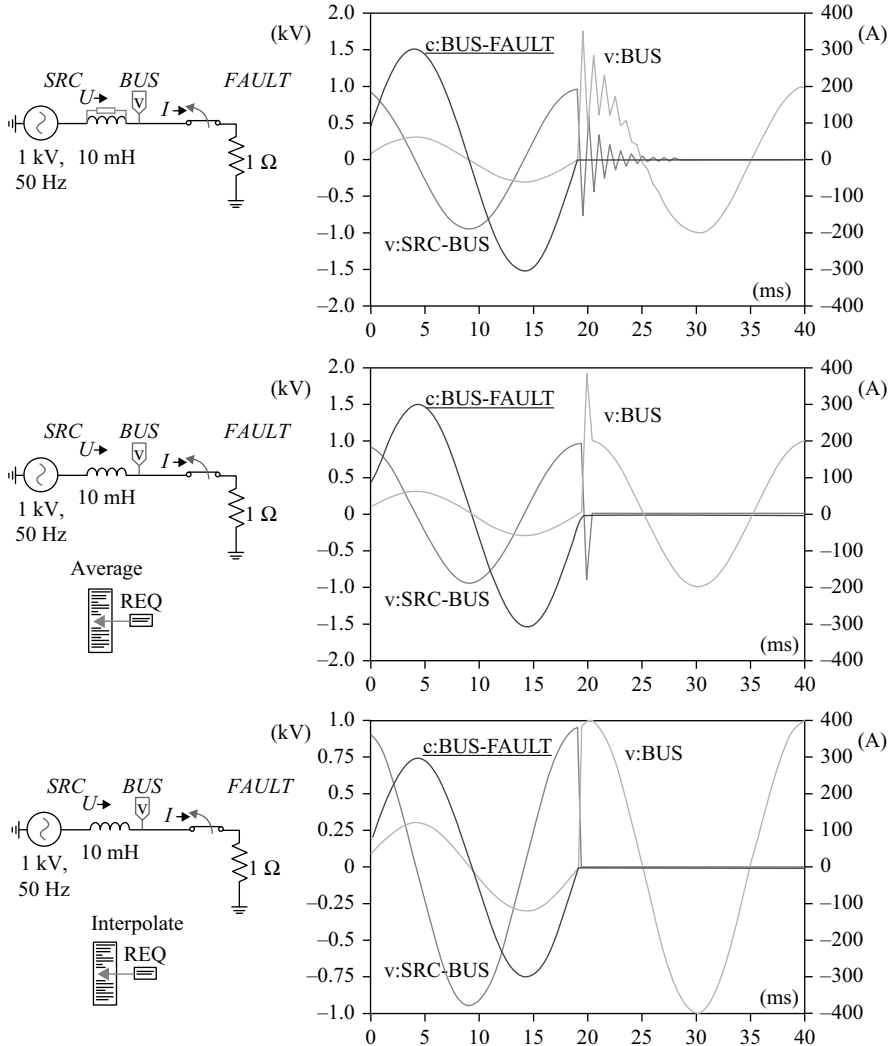 (kV)
2.0
1.5
1.0
0.5
0
–0.5
–1.0
–1.5
–2.0
400
300
200
100
0
–100
–200
–300
–400
(A)
c:BUS-FAULT
v:BUS
v:SRC-BUS
(ms)
0 5 10 15 20 25 30 35 40
SRC BUS FAULT
U I
v
1 kV,
50 Hz
10 mH
1 Ω
(kV)
2.0
1.5
1.0
0.5
0
–0.5
–1.0
–1.5
–2.0
400
300
200
100
0
–100
–200
–300
–400
(A)
c:BUS-FAULT
v:BUS
v:SRC-BUS
(ms)
0 5 10 15 20 25 30 35 40
SRC BUS FAULT
U I
v
1 kV,
50 Hz
10 mH
1 Ω
Average
REQ
(kV)
1.0
0.75
0.5
0.25
0
–0.25
–0.5
–0.75
–1.0
400
300
200
100
0
–100
–200
–300
–400
(A)
c:BUS-FAULT
v:BUS
v:SRC-BUS
(ms)
0 5 10 15 20 25 30 35 40
SRC BUS FAULT
U I
v
1 kV,
50 Hz
10 mH
1 Ω
Interpolate
REQ